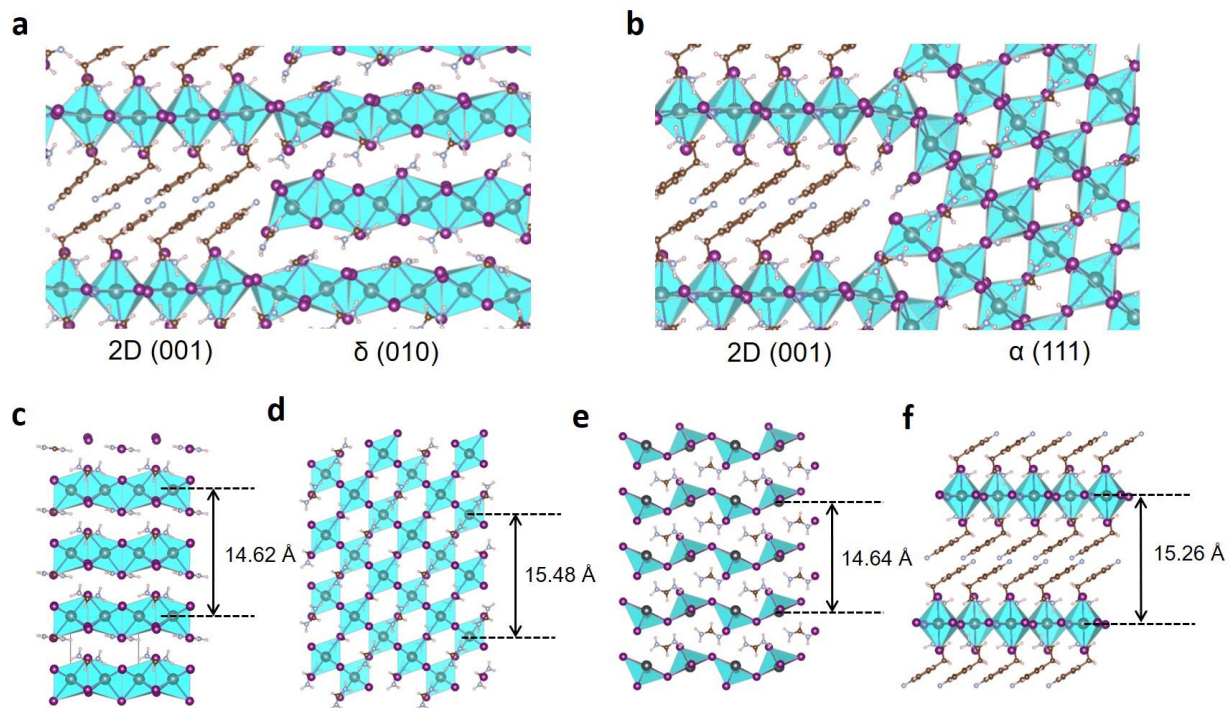 a
b
2D (001)
δ (010)
2D (001)
α (111)
c
d
e
f
14.62 Å
15.48 Å
14.64 Å
15.26 Å